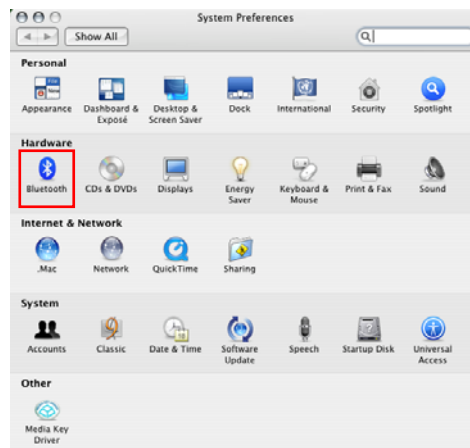 System Preferences
Show All
Personal
Appearance
Dashboard & Exposé
Desktop & Screen Saver
Dock
International
Security
Spotlight
Hardware
Bluetooth
CDs & DVDs
Displays
Energy Saver
Keyboard & Mouse
Print & Fax
Sound
Internet & Network
.Mac
Network
QuickTime
Sharing
System
Accounts
Classic
Date & Time
Software Update
Speech
Startup Disk
Universal Access
Other
Media Key Driver